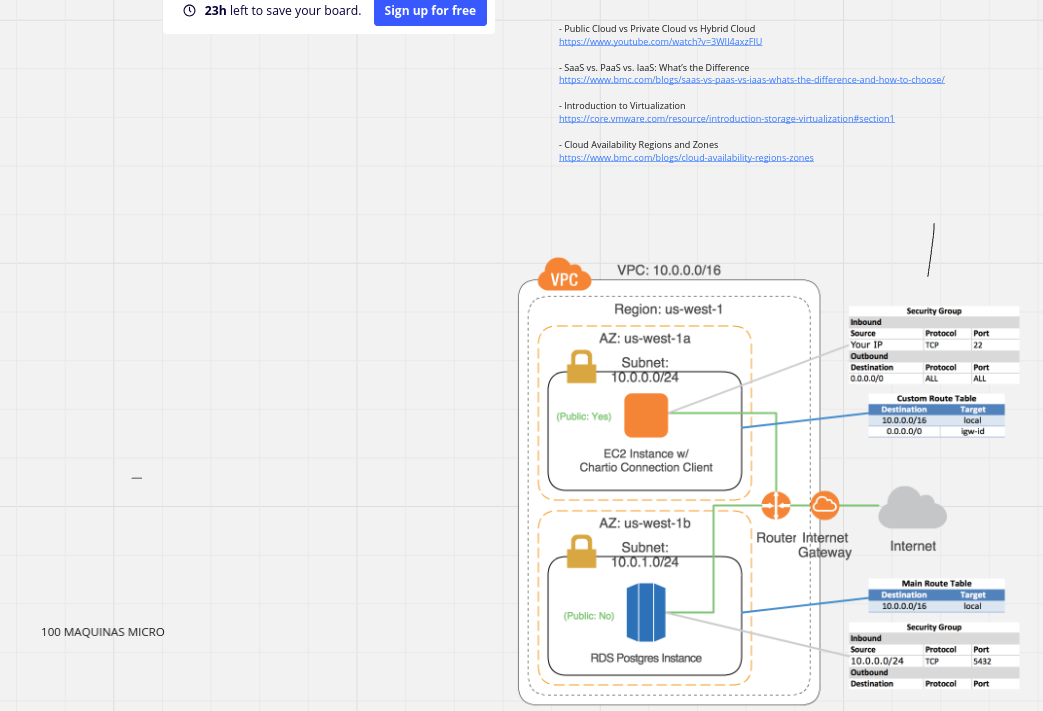 23h left to save your board.
Sign up for free
- Public Cloud vs Private Cloud vs Hybrid Cloud
https://www.youtube.com/watch?v=3WIJ4axzFlU
- SaaS vs. PaaS vs. IaaS: What's the Difference
https://www.bmc.com/blogs/saas-vs-paas-vs-iaas-whats-the-difference-and-how-to-choose/
- Introduction to Virtualization
https://core.vmware.com/resource/introduction-storage-virtualization#section1
- Cloud Availability Regions and Zones
https://www.bmc.com/blogs/cloud-availability-regions-zones
VPC
VPC: 10.0.0.0/16
Region: us-west-1
AZ: us-west-1a
Subnet:
10.0.0.0/24
(Public: Yes)
EC2 Instance w/
Chartio Connection Client
AZ: us-west-1b
Subnet:
10.0.1.0/24
(Public: No)
RDS Postgres Instance
Router
Internet
Gateway
Internet
Security Group
Inbound
Source Protocol Port
Your IP TCP 22
Outbound
Destination Protocol Port
0.0.0.0/0 ALL ALL
Custom Route Table
Destination Target
10.0.0.0/16 local
0.0.0.0/0 igw-id
Main Route Table
Destination Target
10.0.0.0/16 local
Security Group
Inbound
Source Protocol Port
10.0.0.0/24 TCP 5432
Outbound
Destination Protocol Port
100 MAQUINAS MICRO